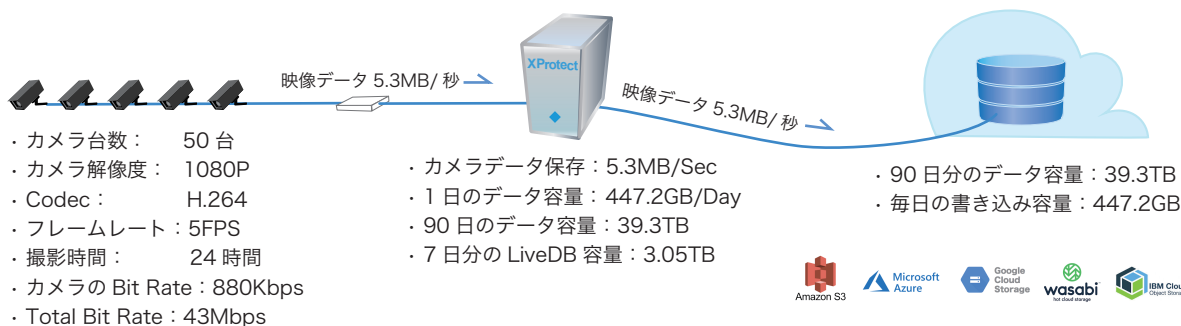 XProtect
映像データ 5.3MB/ 秒
映像データ 5.3MB/ 秒
・カメラ台数： 50 台
・カメラ解像度： 1080P
・Codec： H.264
・フレームレート：5FPS
・撮影時間： 24 時間
・カメラの Bit Rate：880Kbps
・Total Bit Rate：43Mbps
・カメラデータ保存：5.3MB/Sec
・1 日のデータ容量：447.2GB/Day
・90 日のデータ容量：39.3TB
・7 日分の LiveDB 容量：3.05TB
・90 日分のデータ容量：39.3TB
・毎日の書き込み容量：447.2GB
Amazon S3
Microsoft
Azure
Google
Cloud
Storage
wasabi
hot cloud storage
IBM Clou
Object Stora